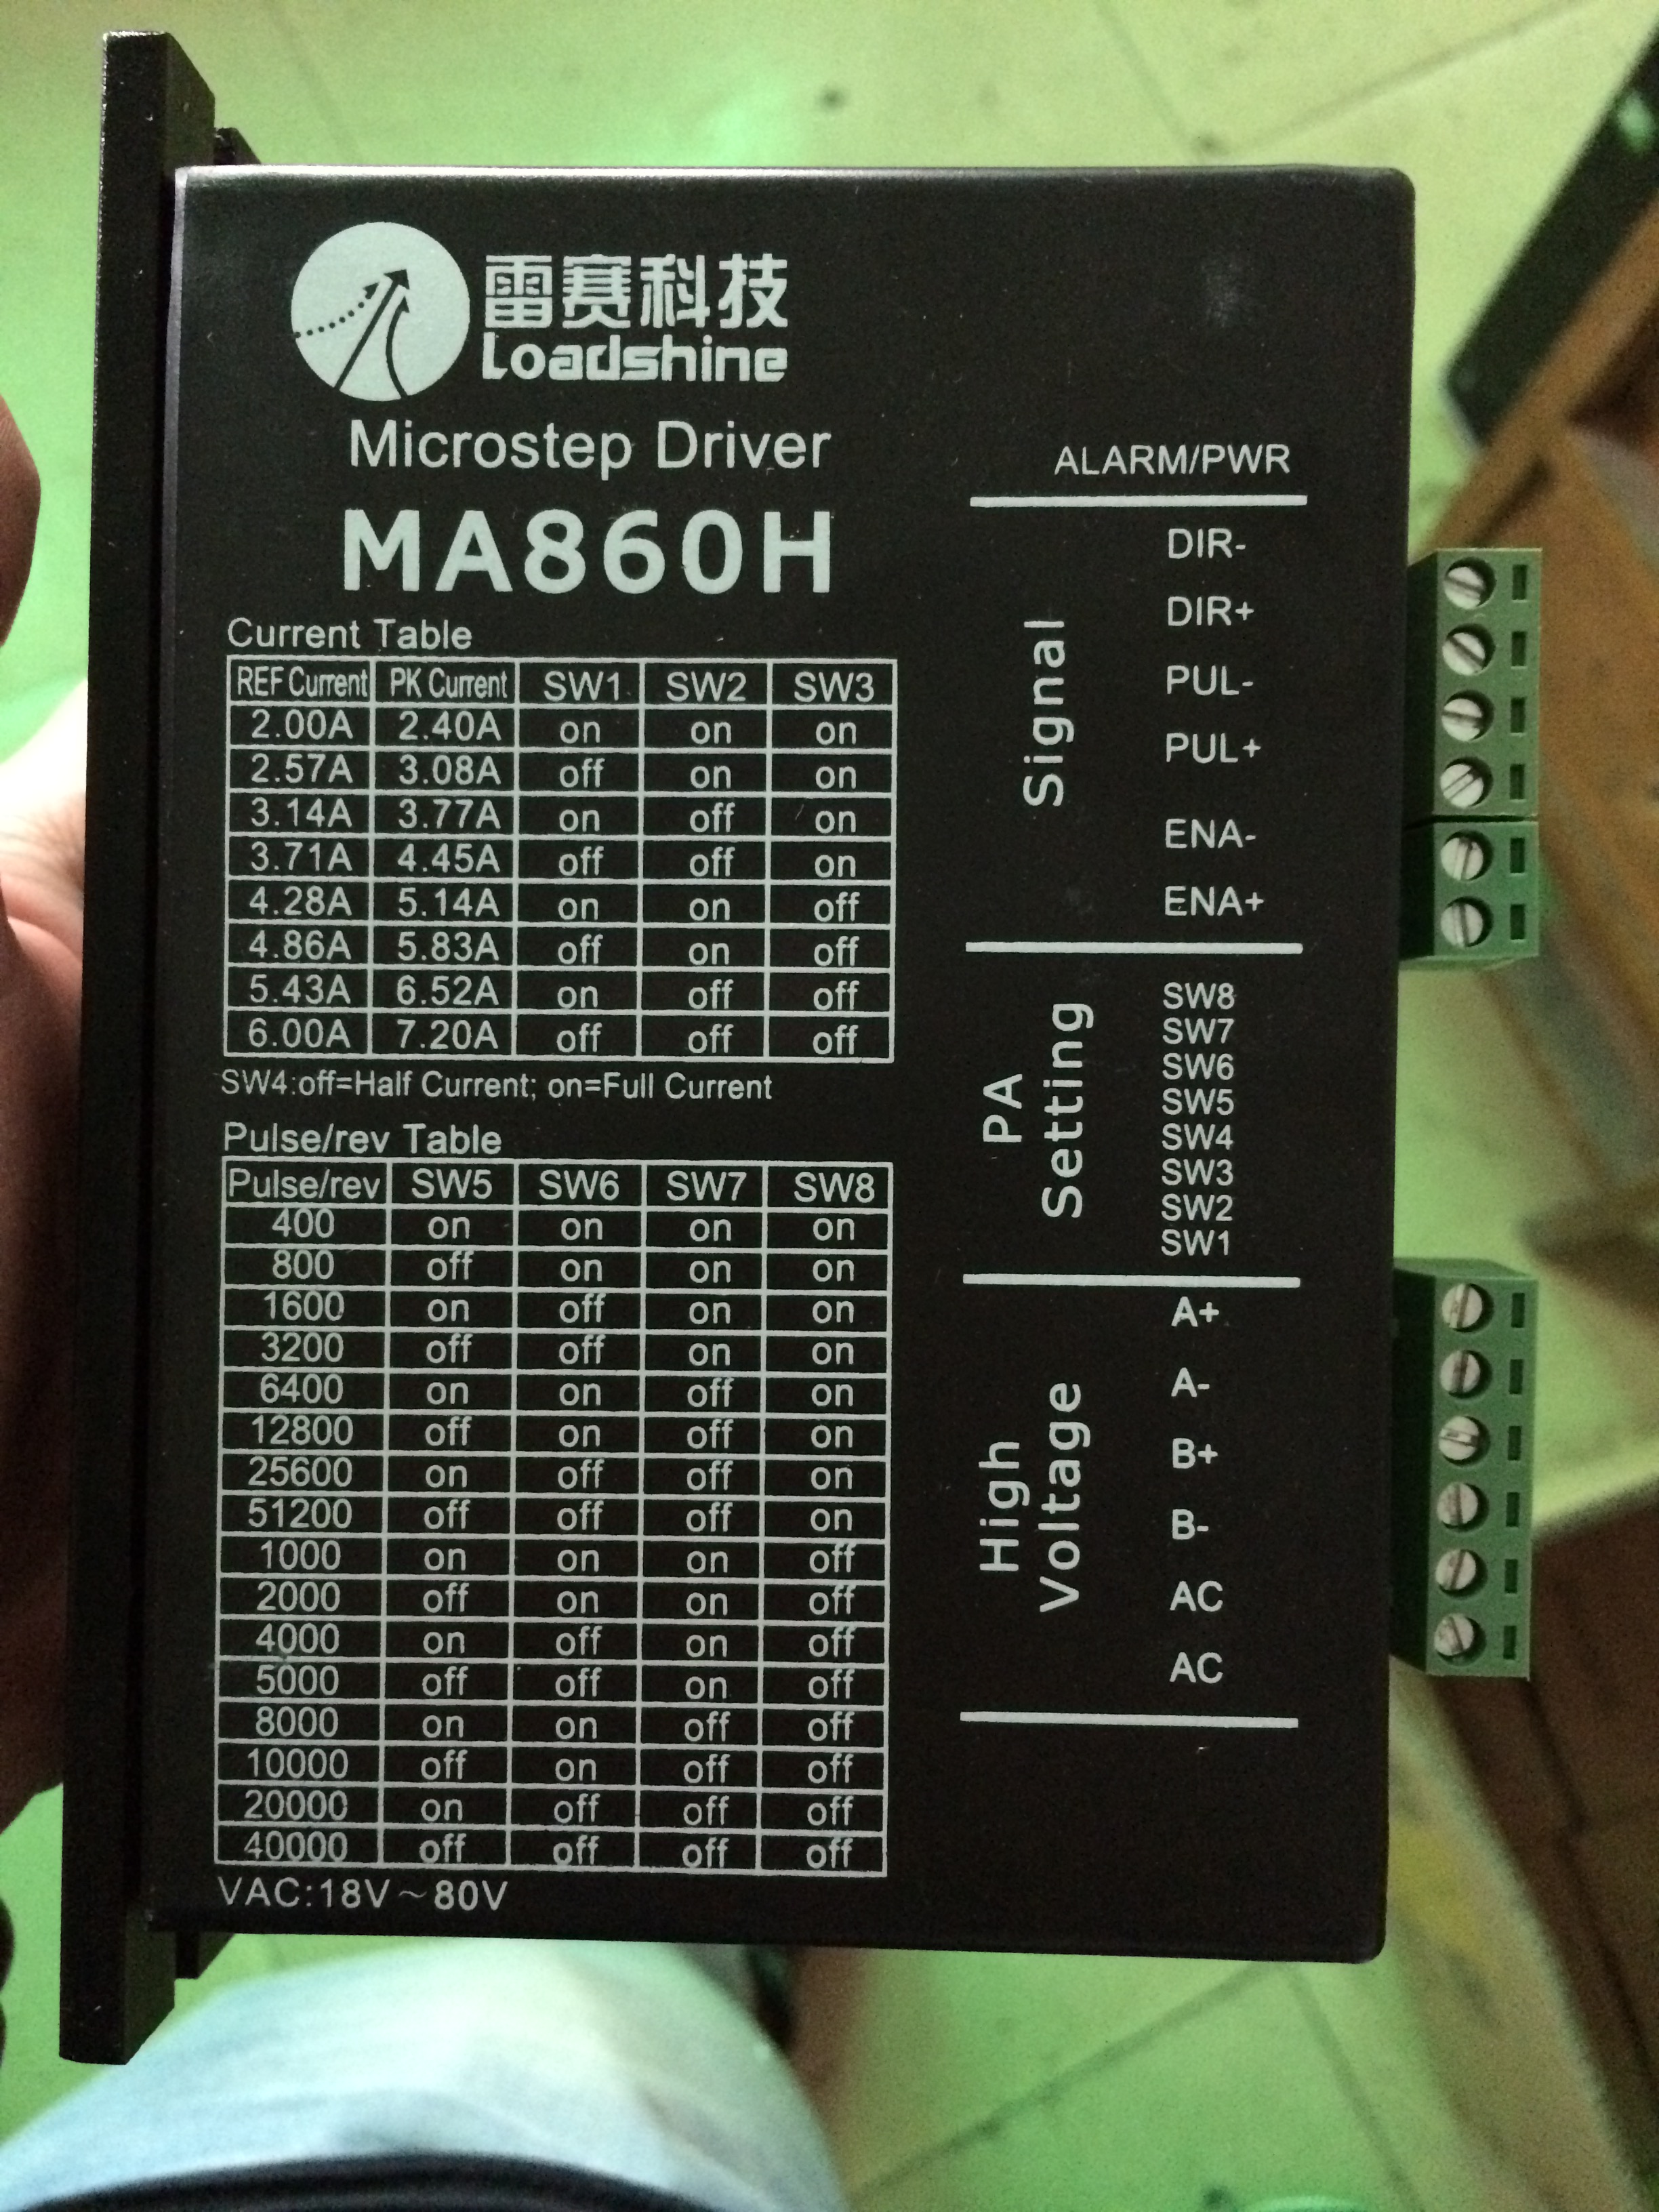 雷赛科技
Loadshine
Microstep Driver
MA860H
Current Table
REF Current PK Current SW1 SW2 SW3
2.00A 2.40A on on on
2.57A 3.08A off on on
3.14A 3.77A on off on
3.71A 4.45A off off on
4.28A 5.14A on on off
4.86A 5.83A off on off
5.43A 6.52A on off off
6.00A 7.20A off off off
SW4:off=Half Current; on=Full Current
Pulse/rev Table
Pulse/rev SW5 SW6 SW7 SW8
400 on on on on
800 off on on on
1600 on off on on
3200 off off on on
6400 on on off on
12800 off on off on
25600 on off off on
51200 off off off on
1000 on on on off
2000 off on on off
4000 on off on off
5000 off off on off
8000 on on off off
10000 off on off off
20000 on off off off
40000 off off off off
VAC:18V~80V
ALARM/PWR
Signal
DIR-
DIR+
PUL-
PUL+
ENA-
ENA+
PA
Setting
SW8
SW7
SW6
SW5
SW4
SW3
SW2
SW1
High
Voltage
A+
A-
B+
B-
AC
AC